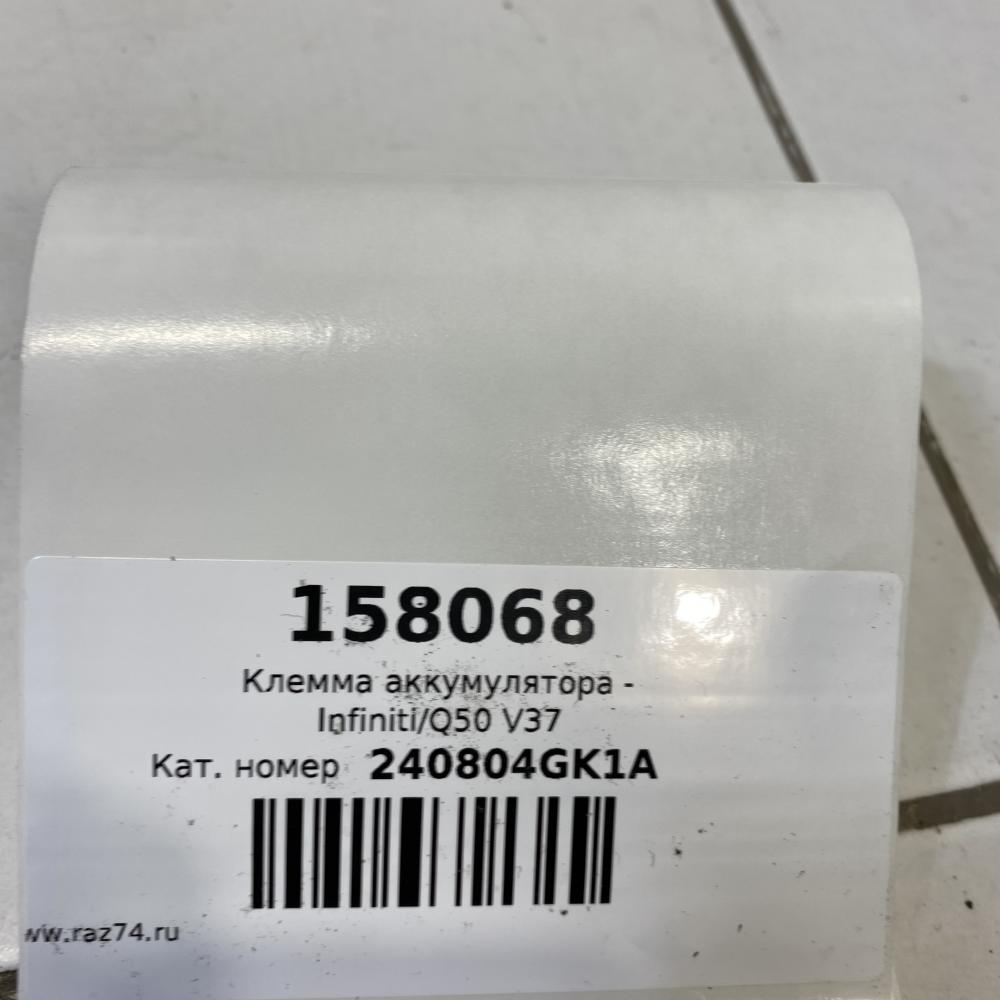 158068
Клемма аккумулятора -
Infiniti/Q50 V37
Кат. номер 240804GK1A
ww.raz74.ru